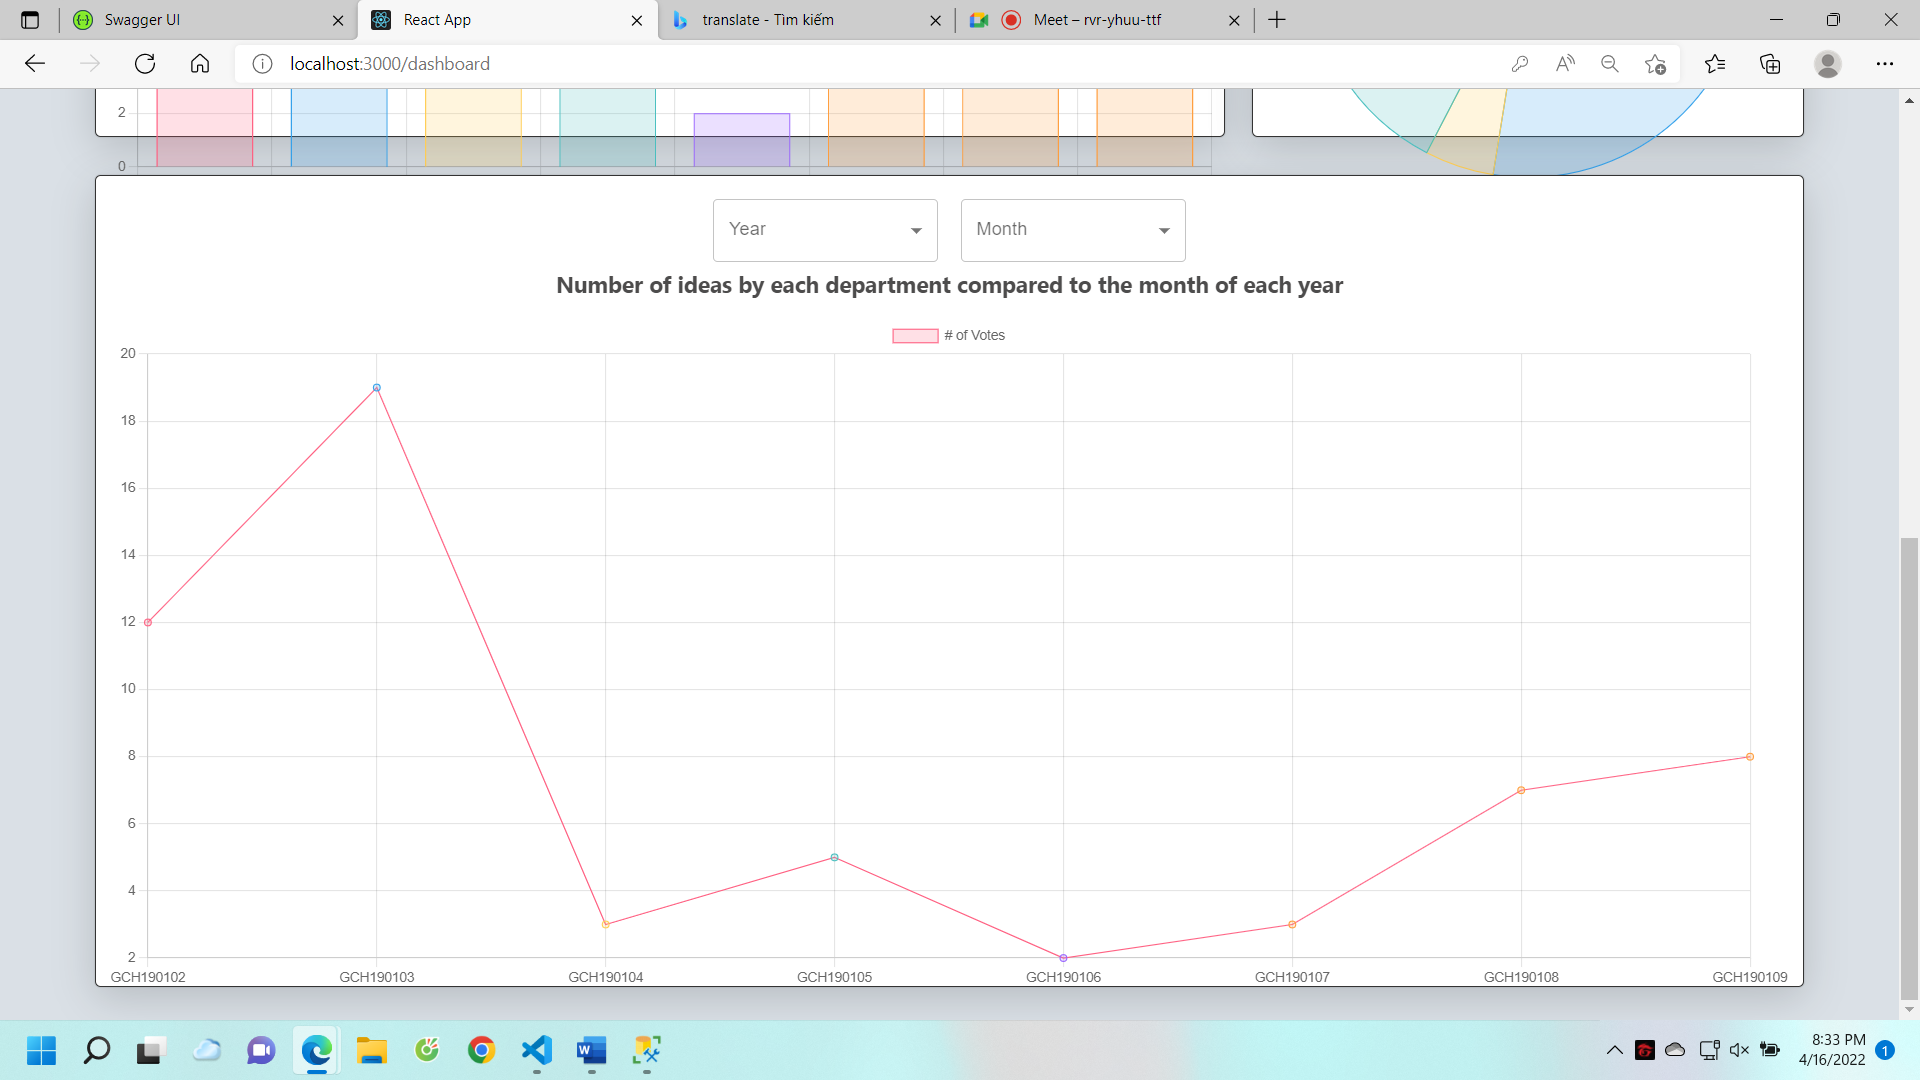 Swagger UI
React App
translate - Tìm kiếm
Meet – rvr-yhuu-ttf
localhost:3000/dashboard
2
0
Year
Month
Number of ideas by each department compared to the month of each year
# of Votes
20
18
16
14
12
10
8
6
4
2
GCH190102 GCH190103 GCH190104 GCH190105 GCH190106 GCH190107 GCH190108 GCH190109
8:33 PM
4/16/2022
1